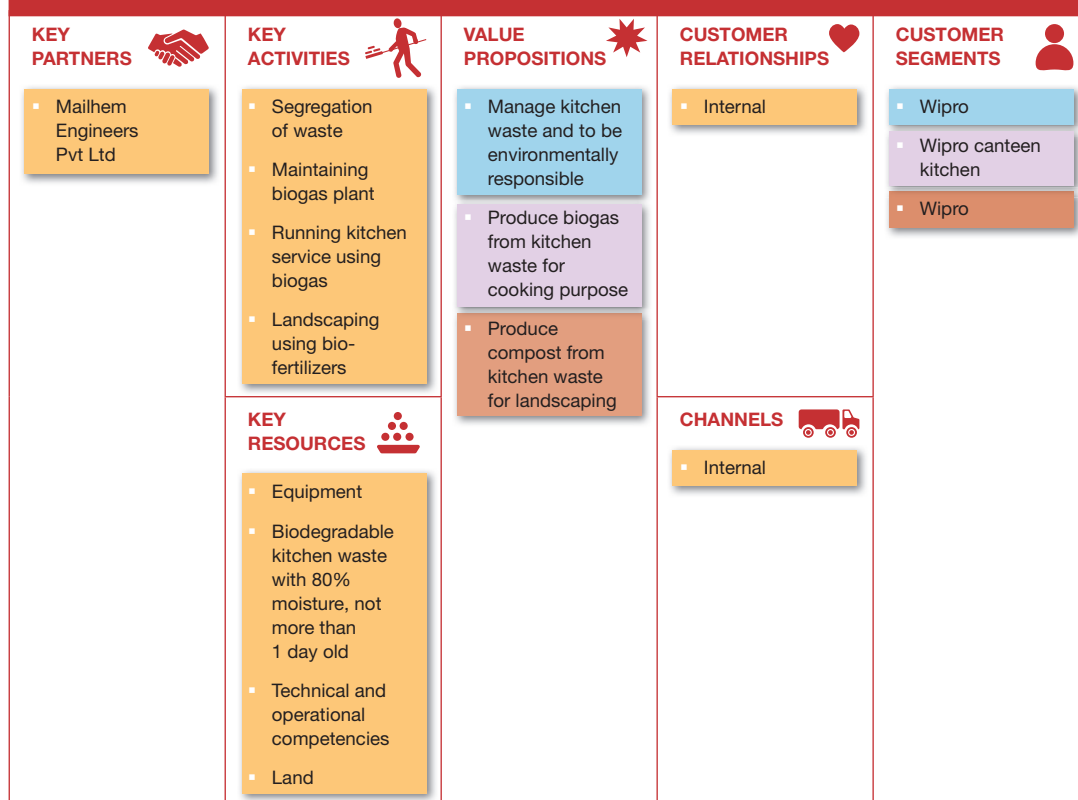 KEY
PARTNERS
Mailhem
Engineers
Pvt Ltd
KEY
ACTIVITIES
Segregation
of waste
Maintaining
biogas plant
Running kitchen
service using
biogas
Landscaping
using bio-
fertilizers
KEY
RESOURCES
Equipment
Biodegradable
kitchen waste
with 80%
moisture, not
more than
1 day old
Technical and
operational
competencies
Land
VALUE
PROPOSITIONS
Manage kitchen
waste and to be
environmentally
responsible
Produce biogas
from kitchen
waste for
cooking purpose
Produce
compost from
kitchen waste
for landscaping
CUSTOMER
RELATIONSHIPS
Internal
CHANNELS
Internal
CUSTOMER
SEGMENTS
Wipro
Wipro canteen
kitchen
Wipro